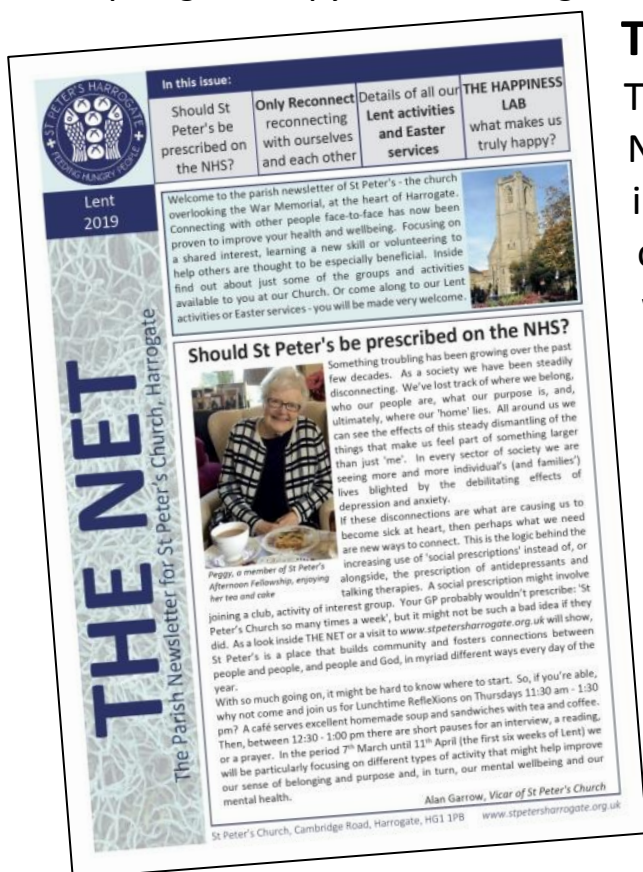 ST PETER'S HARROGATE
FEEDING HUNGRY PEOPLE
Lent
2019
In this issue:
Should St
Peter's be
prescribed on
the NHS?
Only Reconnect
reconnecting
with ourselves
and each other
Details of all our
Lent activities
and Easter
services
THE HAPPINESS
LAB
what makes us
truly happy?
Welcome to the parish newsletter of St Peter's - the church
overlooking the War Memorial, at the heart of Harrogate.
Connecting with other people face-to-face has now been
proven to improve your health and wellbeing. Focusing on
a shared interest, learning a new skill or volunteering to
help others are thought to be especially beneficial. Inside
find out about just some of the groups and activities
available to you at our Church. Or come along to our Lent
activities or Easter services - you will be made very welcome.
THE NET
The Parish Newsletter for St Peter's Church, Harrogate
Should St Peter's be prescribed on the NHS?
Something troubling has been growing over the past
few decades. As a society we have been steadily
disconnecting. We've lost track of where we belong,
who our people are, what our purpose is, and,
ultimately, where our 'home' lies. All around us we
can see the effects of this steady dismantling of the
things that make us feel part of something larger
than just 'me'. In every sector of society we are
seeing more and more individual's (and families')
lives blighted by the debilitating effects of
depression and anxiety.
If these disconnections are what are causing us to
become sick at heart, then perhaps what we need
are new ways to connect. This is the logic behind the
increasing use of 'social prescriptions' instead of, or
alongside, the prescription of antidepressants and
talking therapies. A social prescription might involve
Peggy, a member of St Peter's
Afternoon Fellowship, enjoying
her tea and cake
joining a club, activity of interest group. Your GP probably wouldn't prescribe: 'St
Peter's Church so many times a week', but it might not be such a bad idea if they
did. As a look inside THE NET or a visit to www.stpetersharrogate.org.uk will show,
St Peter's is a place that builds community and fosters connections between
people and people, and people and God, in myriad different ways every day of the
year.
With so much going on, it might be hard to know where to start. So, if you're able,
why not come and join us for Lunchtime RefleXions on Thursdays 11:30 am - 1:30
pm? A café serves excellent homemade soup and sandwiches with tea and coffee.
Then, between 12:30 - 1:00 pm there are short pauses for an interview, a reading,
or a prayer. In the period 7th March until 11th April (the first six weeks of Lent) we
will be particularly focusing on different types of activity that might help improve
our sense of belonging and purpose and, in turn, our mental wellbeing and our
mental health.
Alan Garrow, Vicar of St Peter's Church
St Peter's Church, Cambridge Road, Harrogate, HG1 1PB www.stpetersharrogate.org.uk